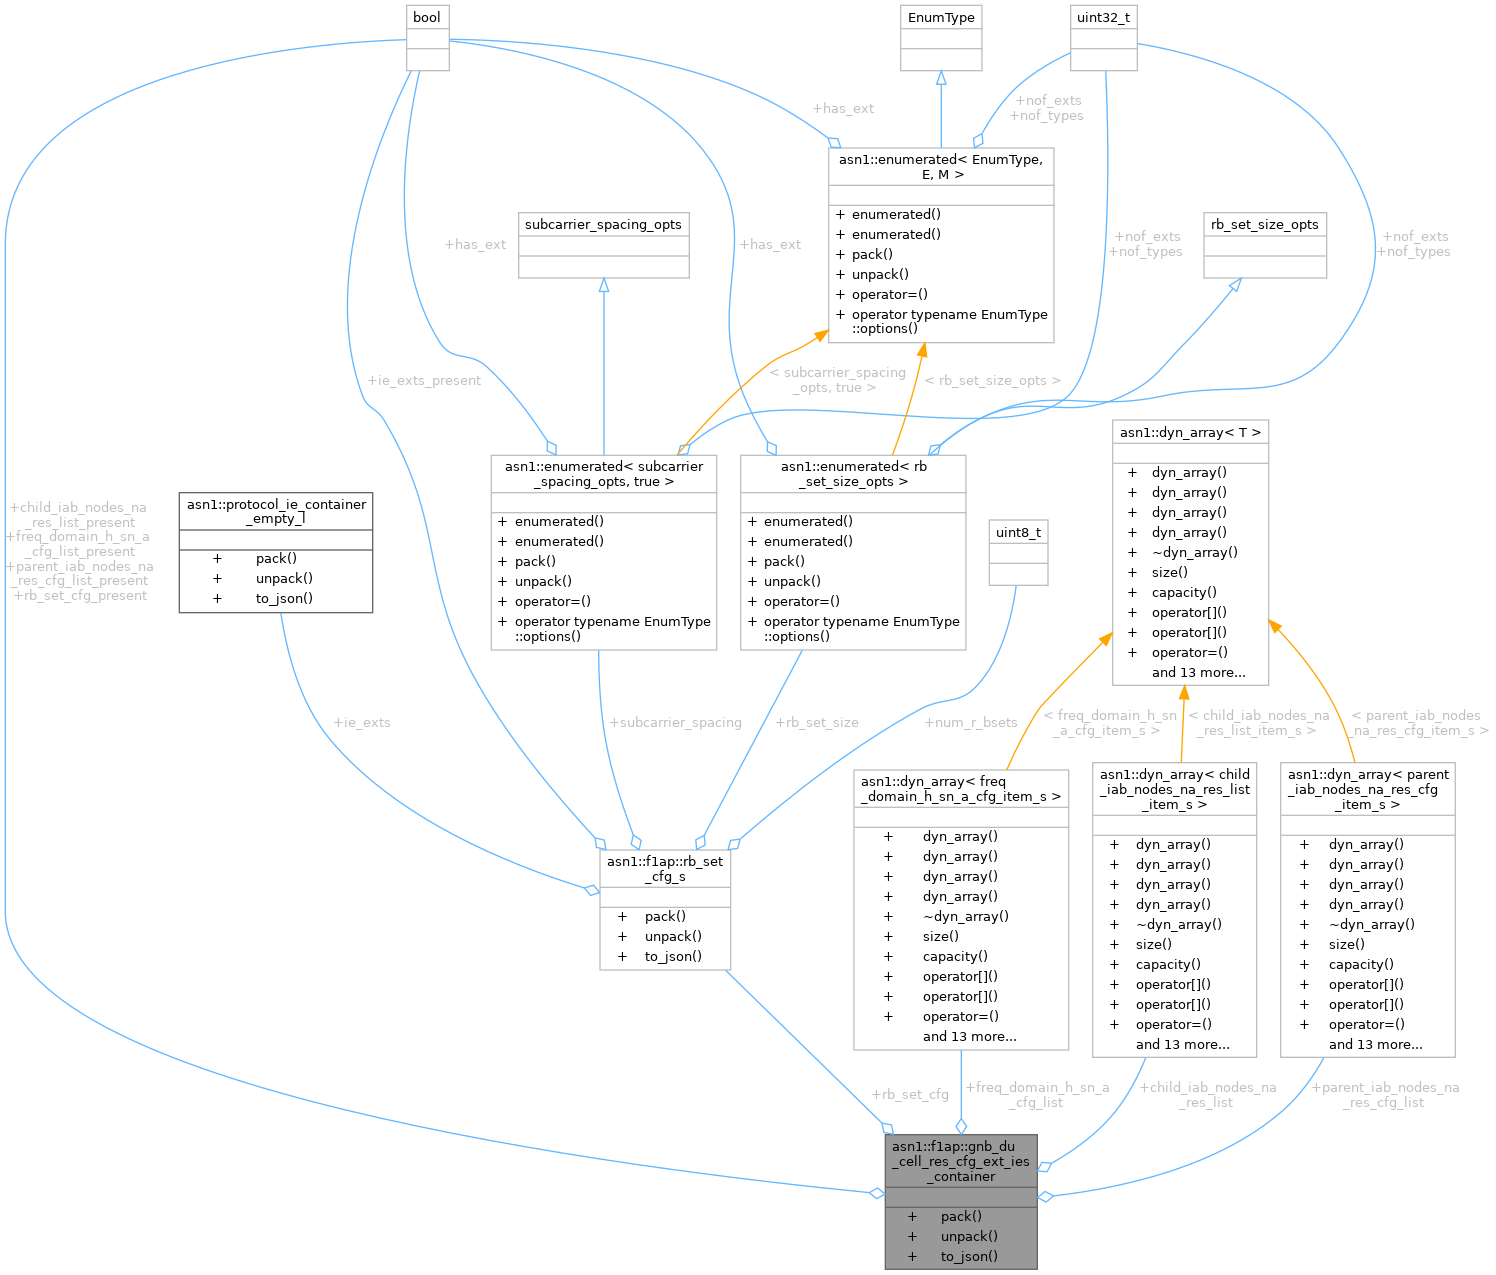 bool
EnumType
uint32_t
+has_ext
+nof_exts
+nof_types
asn1::enumerated< EnumType,
E, M >
+ enumerated()
+ enumerated()
+ pack()
+ unpack()
+ operator=()
+ operator typename EnumType
::options()
subcarrier_spacing_opts
rb_set_size_opts
+has_ext
+has_ext
+nof_exts
+nof_types
+nof_exts
+nof_types
+ie_exts_present
< subcarrier_spacing
_opts, true >
< rb_set_size_opts >
asn1::dyn_array< T >
+ dyn_array()
+ dyn_array()
+ dyn_array()
+ dyn_array()
+ ~dyn_array()
+ size()
+ capacity()
+ operator[]()
+ operator[]()
+ operator=()
and 13 more...
asn1::enumerated< subcarrier
_spacing_opts, true >
+ enumerated()
+ enumerated()
+ pack()
+ unpack()
+ operator=()
+ operator typename EnumType
::options()
asn1::enumerated< rb
_set_size_opts >
+ enumerated()
+ enumerated()
+ pack()
+ unpack()
+ operator=()
+ operator typename EnumType
::options()
+child_iab_nodes_na
_res_list_present
+freq_domain_h_sn_a
_cfg_list_present
+parent_iab_nodes_na
_res_cfg_list_present
+rb_set_cfg_present
asn1::protocol_ie_container
_empty_l
+ pack()
+ unpack()
+ to_json()
uint8_t
+ie_exts
+subcarrier_spacing
+rb_set_size
+num_r_bsets
< freq_domain_h_sn
_a_cfg_item_s >
< child_iab_nodes_na
_res_list_item_s >
< parent_iab_nodes
_na_res_cfg_item_s >
asn1::f1ap::rb_set
_cfg_s
+ pack()
+ unpack()
+ to_json()
asn1::dyn_array< freq
_domain_h_sn_a_cfg_item_s >
+ dyn_array()
+ dyn_array()
+ dyn_array()
+ dyn_array()
+ ~dyn_array()
+ size()
+ capacity()
+ operator[]()
+ operator[]()
+ operator=()
and 13 more...
asn1::dyn_array< child
_iab_nodes_na_res_list
_item_s >
+ dyn_array()
+ dyn_array()
+ dyn_array()
+ dyn_array()
+ ~dyn_array()
+ size()
+ capacity()
+ operator[]()
+ operator[]()
+ operator=()
and 13 more...
asn1::dyn_array< parent
_iab_nodes_na_res_cfg
_item_s >
+ dyn_array()
+ dyn_array()
+ dyn_array()
+ dyn_array()
+ ~dyn_array()
+ size()
+ capacity()
+ operator[]()
+ operator[]()
+ operator=()
and 13 more...
+rb_set_cfg
+freq_domain_h_sn_a
_cfg_list
+child_iab_nodes_na
_res_list
+parent_iab_nodes_na
_res_cfg_list
asn1::f1ap::gnb_du
_cell_res_cfg_ext_ies
_container
+ pack()
+ unpack()
+ to_json()